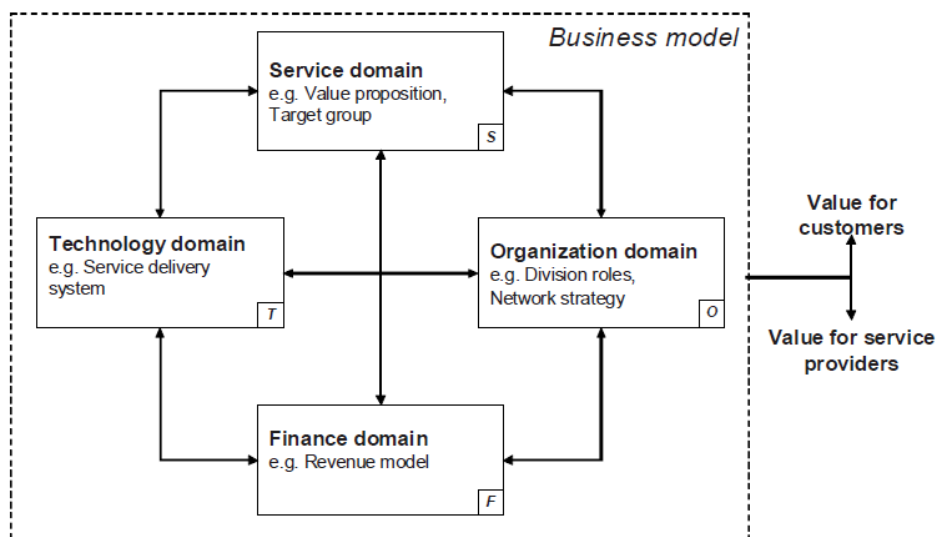 Business model
Service domain
e.g. Value proposition,
Target group
S
Technology domain
e.g. Service delivery
system
T
Organization domain
e.g. Division roles,
Network strategy
O
Finance domain
e.g. Revenue model
F
Value for
customers
Value for service
providers